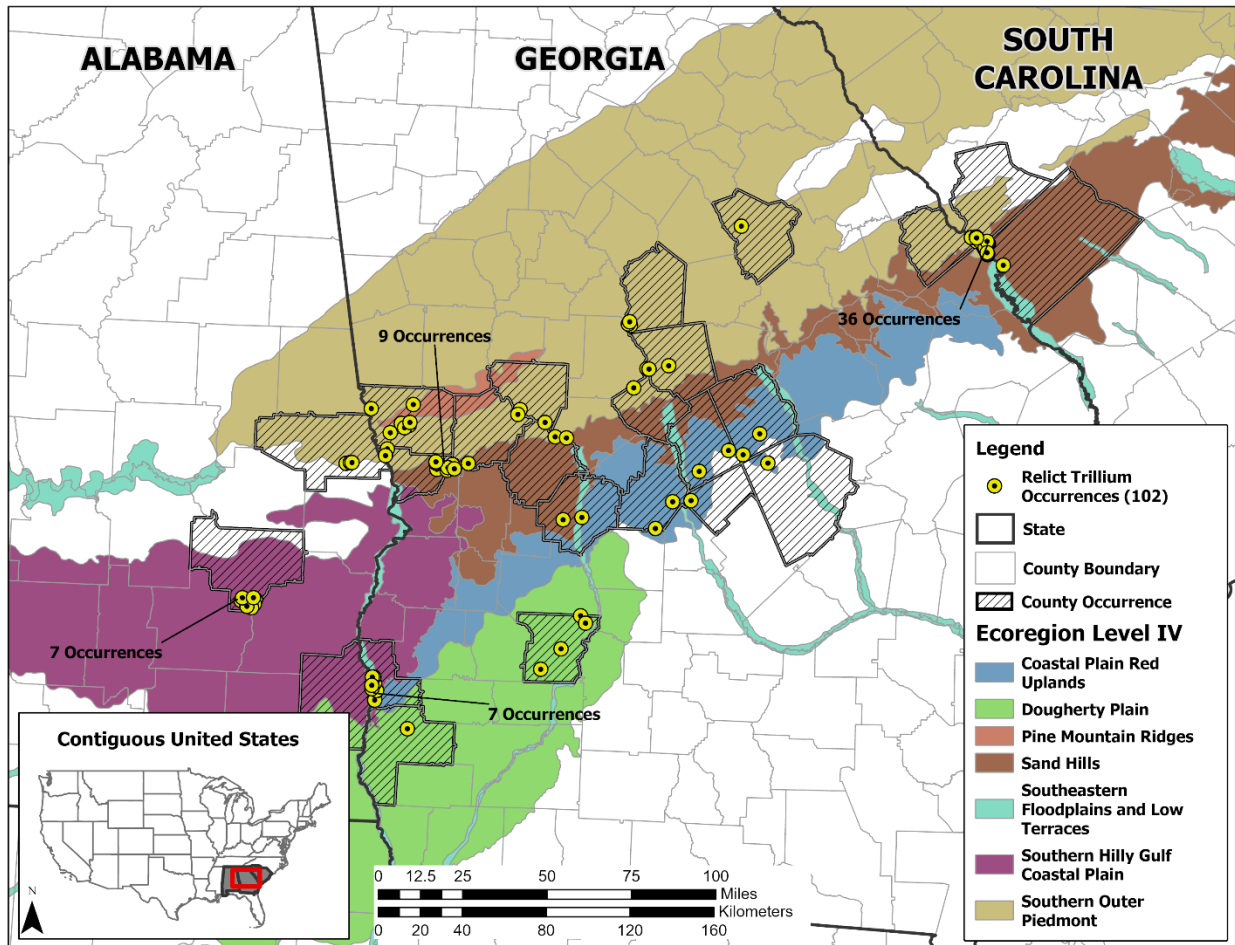 ALABAMA
GEORGIA
SOUTH
CAROLINA
36 Occurrences
9 Occurrences
7 Occurrences
7 Occurrences
Legend
Relict Trillium
Occurrences (102)
State
County Boundary
County Occurrence
Ecoregion Level IV
Coastal Plain Red
Uplands
Dougherty Plain
Pine Mountain Ridges
Sand Hills
Southeastern
Floodplains and Low
Terraces
Southern Hilly Gulf
Coastal Plain
Southern Outer
Piedmont
Contiguous United States
N
0 12.5 25 50 75 100
Miles
Kilometers
0 20 40 80 120 160